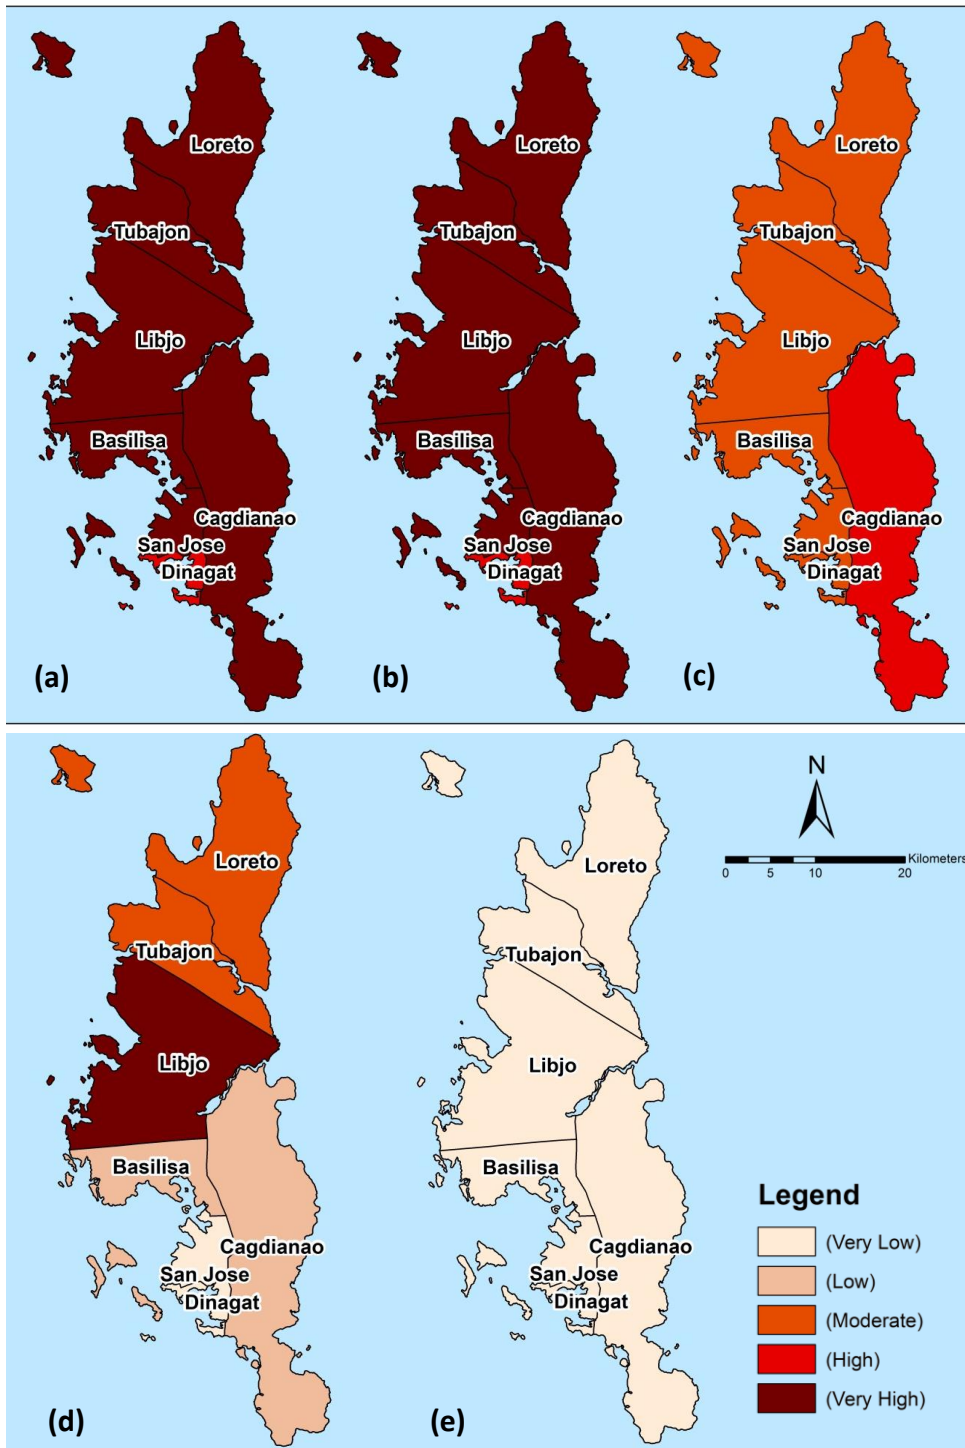 Loreto
Tubajon
Libjo
Basilisa
Cagdianao
San Jose
Dinagat
(a)
Loreto
Tubajon
Libjo
Basilisa
Cagdianao
San Jose
Dinagat
(b)
Loreto
Tubajon
Libjo
Basilisa
Cagdianao
San Jose
Dinagat
(c)
Loreto
Tubajon
Libjo
Basilisa
Cagdianao
San Jose
Dinagat
(d)
Loreto
Tubajon
Libjo
Basilisa
Cagdianao
San Jose
Dinagat
(e)
N
Kilometers
0 5 10 20
Legend
(Very Low)
(Low)
(Moderate)
(High)
(Very High)